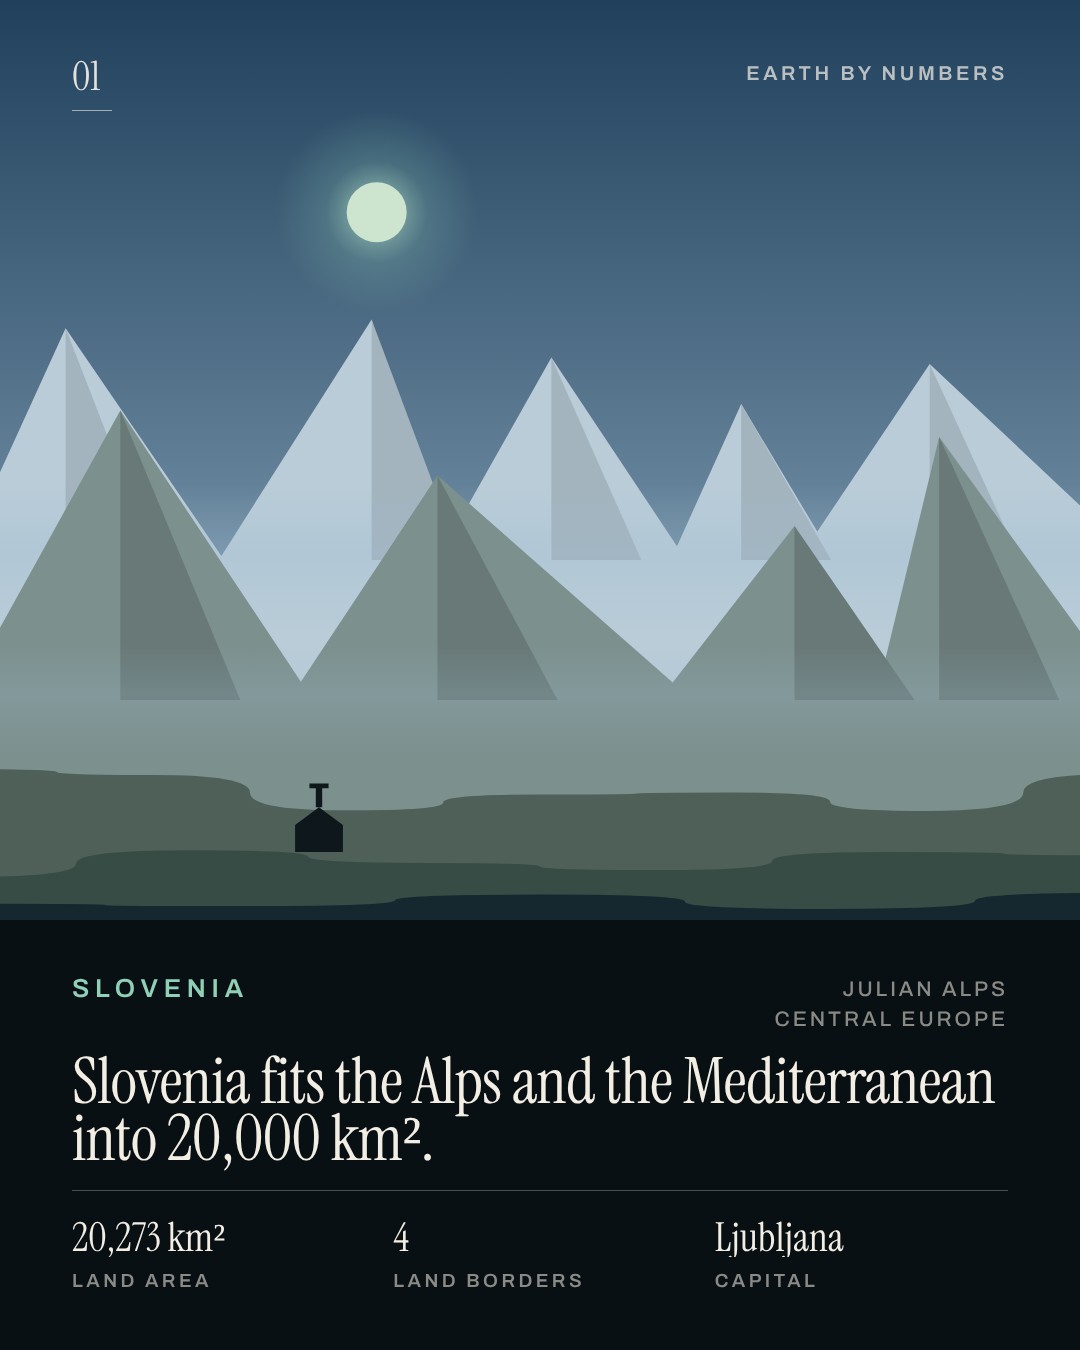 01
EARTH BY NUMBERS
SLOVENIA
JULIAN ALPS
CENTRAL EUROPE
Slovenia fits the Alps and the Mediterranean
into 20,000 km².
20,273 km²
LAND AREA
4
LAND BORDERS
Ljubljana
CAPITAL